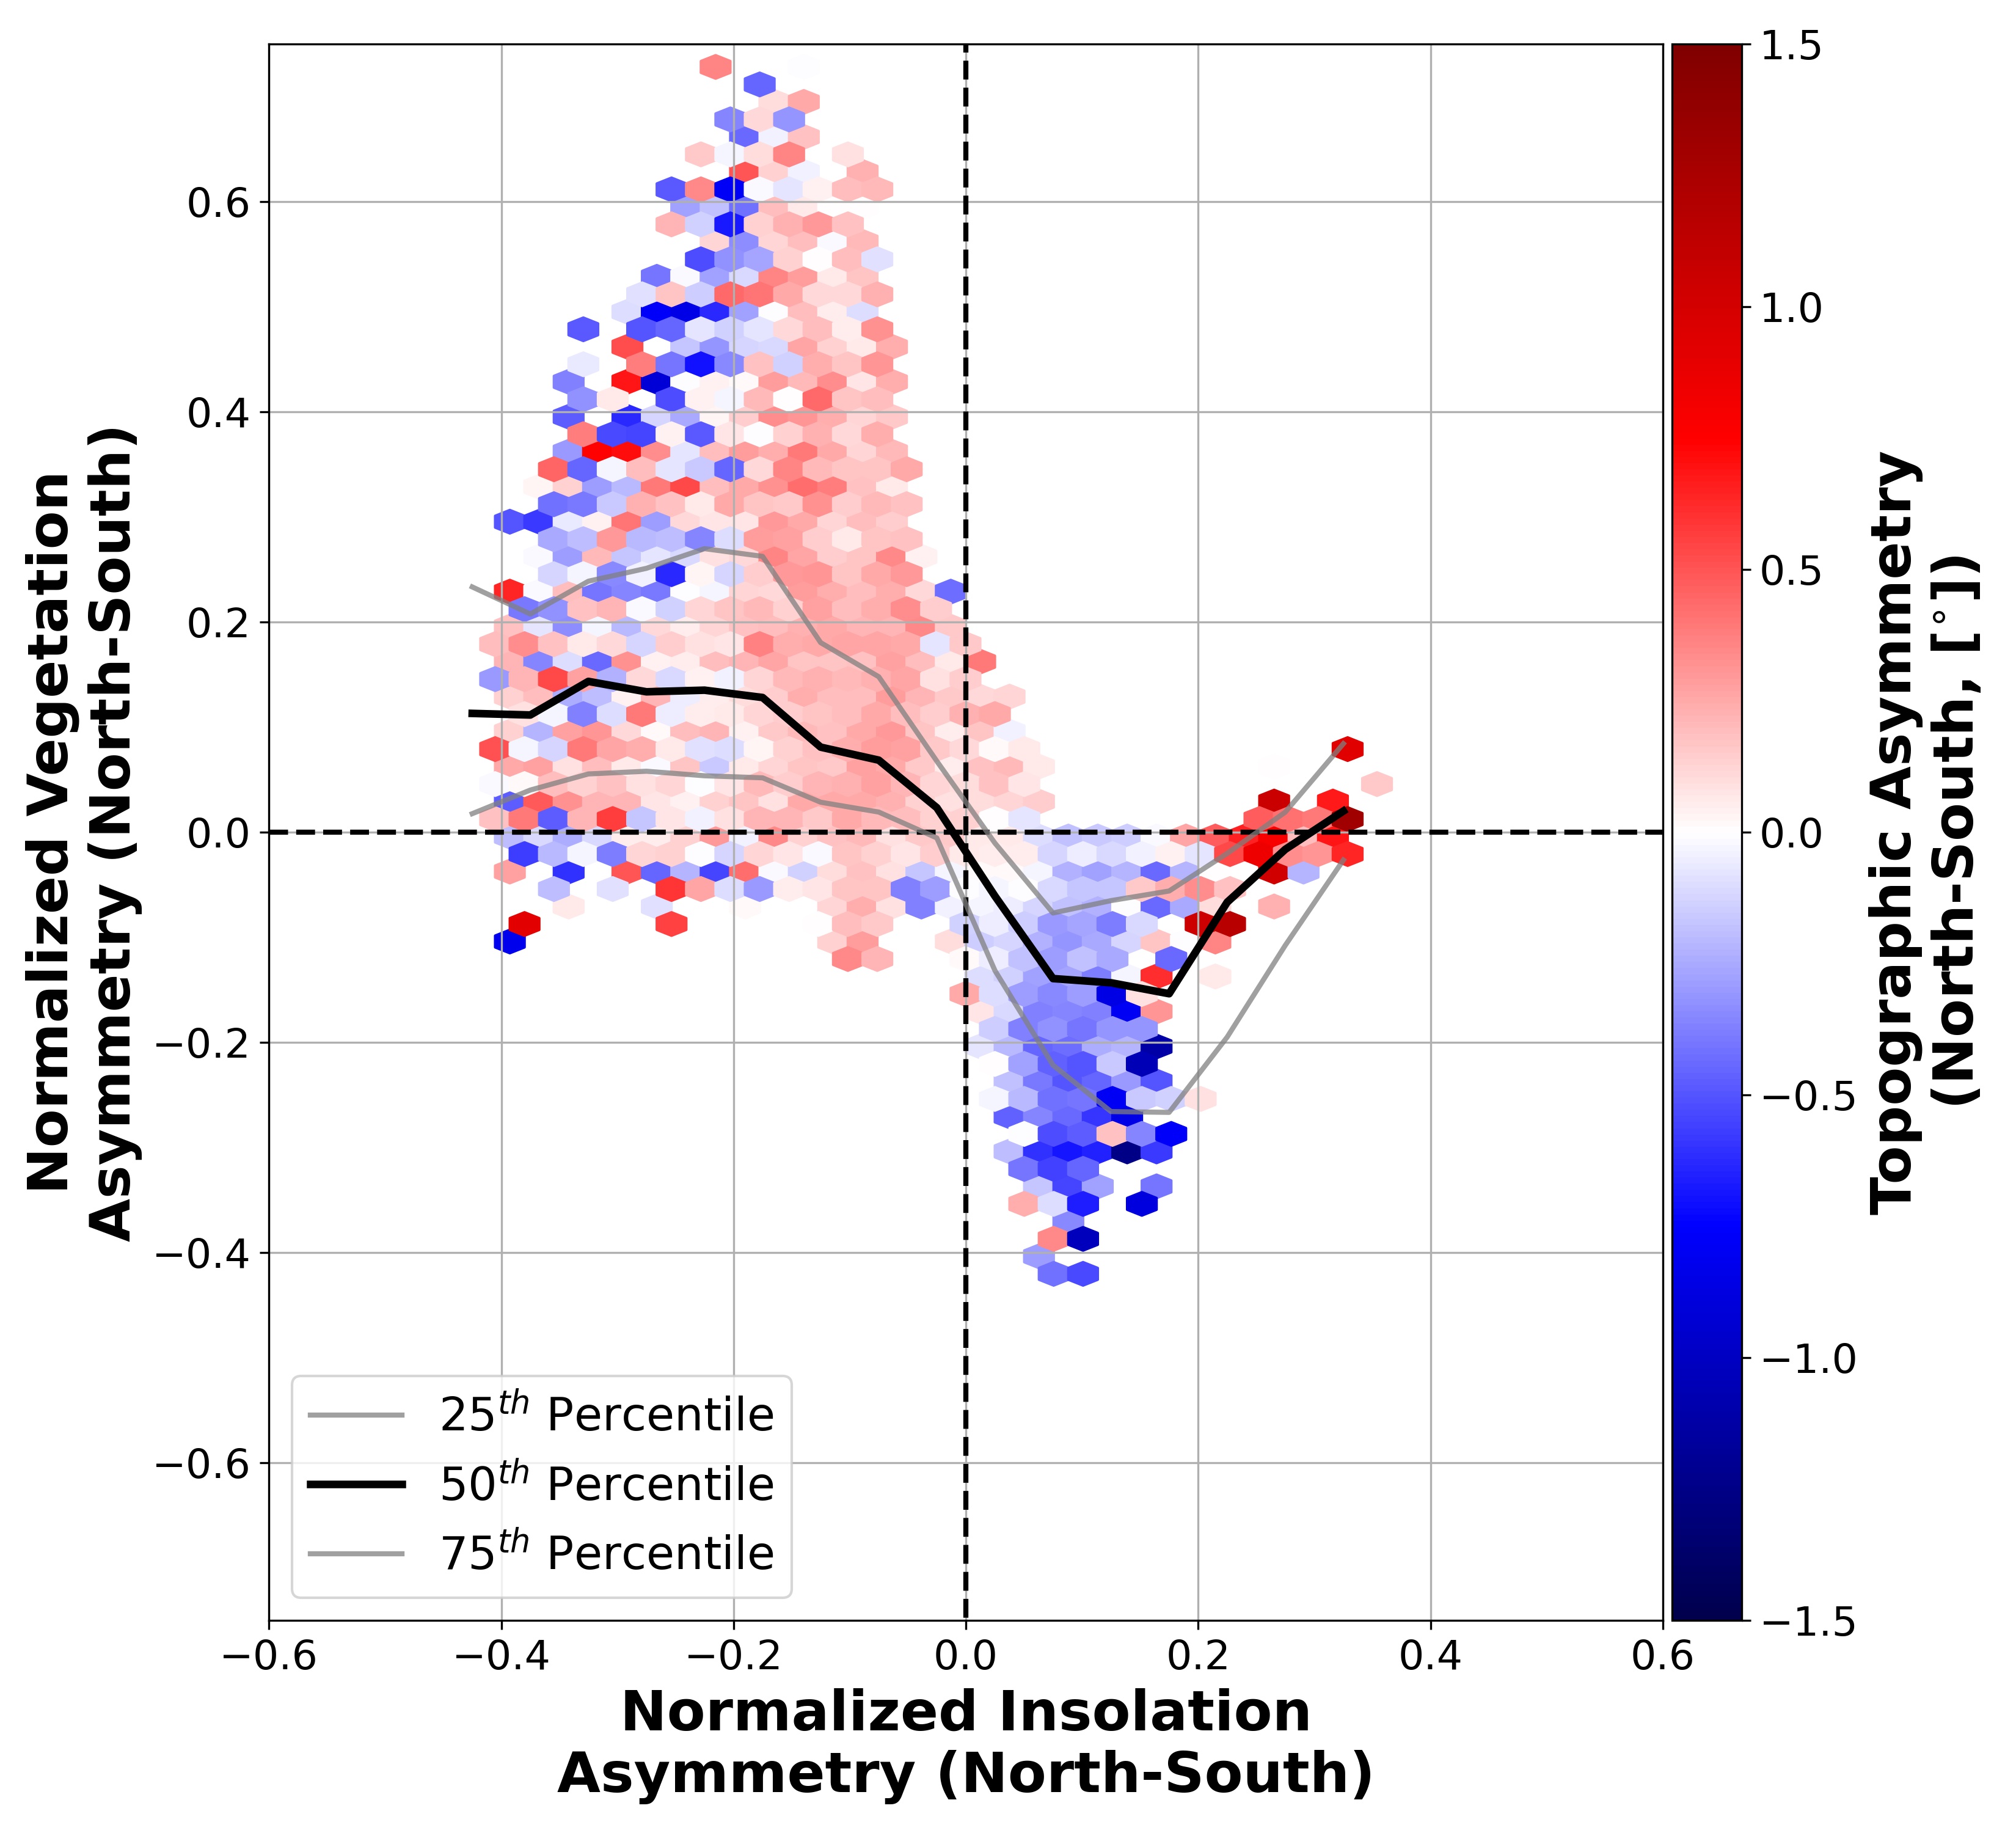 Normalized Vegetation
Asymmetry (North-South)
0.6
0.4
0.2
0.0
−0.2
−0.4
−0.6
25th Percentile
50th Percentile
75th Percentile
−0.6
−0.4
−0.2
0.0
0.2
0.4
0.6
Normalized Insolation
Asymmetry (North-South)
1.5
1.0
0.5
0.0
−0.5
−1.0
−1.5
Topographic Asymmetry
(North-South, [°])